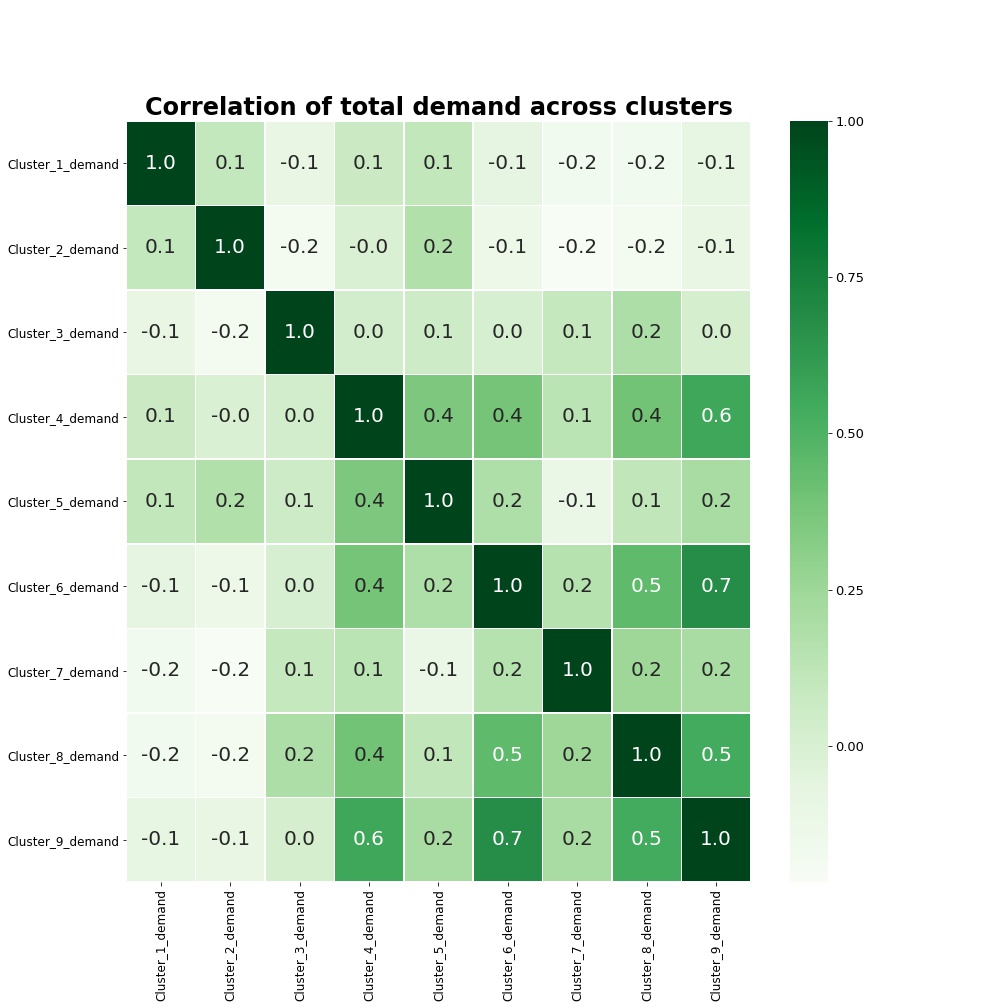 Correlation of total demand across clusters
Cluster_1_demand 1.0 0.1 -0.1 0.1 0.1 -0.1 -0.2 -0.2 -0.1
Cluster_2_demand 0.1 1.0 -0.2 -0.0 0.2 -0.1 -0.2 -0.2 -0.1
Cluster_3_demand -0.1 -0.2 1.0 0.0 0.1 0.0 0.1 0.2 0.0
Cluster_4_demand 0.1 -0.0 0.0 1.0 0.4 0.4 0.1 0.4 0.6
Cluster_5_demand 0.1 0.2 0.1 0.4 1.0 0.2 -0.1 0.1 0.2
Cluster_6_demand -0.1 -0.1 0.0 0.4 0.2 1.0 0.2 0.5 0.7
Cluster_7_demand -0.2 -0.2 0.1 0.1 -0.1 0.2 1.0 0.2 0.2
Cluster_8_demand -0.2 -0.2 0.2 0.4 0.1 0.5 0.2 1.0 0.5
Cluster_9_demand -0.1 -0.1 0.0 0.6 0.2 0.7 0.2 0.5 1.0
Cluster_1_demand
Cluster_2_demand
Cluster_3_demand
Cluster_4_demand
Cluster_5_demand
Cluster_6_demand
Cluster_7_demand
Cluster_8_demand
Cluster_9_demand
1.00
0.75
0.50
0.25
0.00